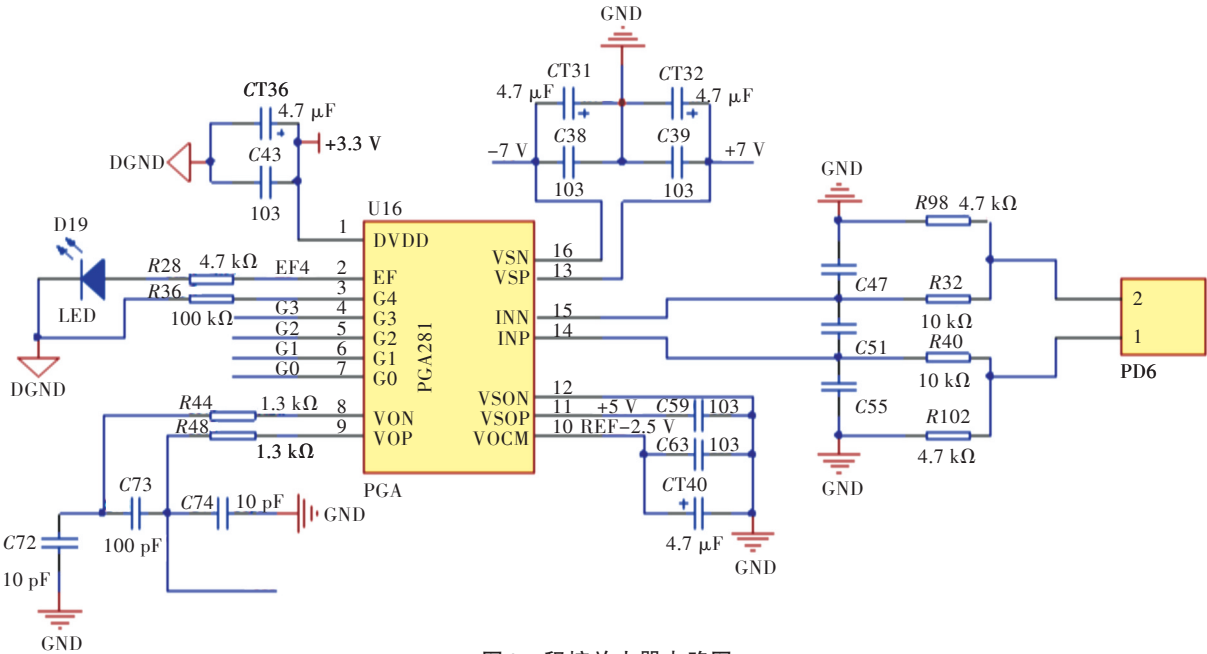 GND
CT31
CT32
4.7 μF
4.7 μF
C38
C39
−7 V
+7 V
103
103
CT36
4.7 μF
+3.3 V
DGND
C43
103
U16
1
DVDD
D19
LED
R28
4.7 kΩ
EF4
2
EF
R36
100 kΩ
3
G4
G3
4
G3
G2
5
G2
G1
6
G1
G0
7
G0
DGND
PGA281
VSN
16
VSP
13
INN
15
INP
14
VSON
12
VSOP
11
+5 V
C59
103
VOCM
10
REF−2.5 V
C63
103
CT40
4.7 μF
GND
R44
1.3 kΩ
8
VON
R48
1.3 kΩ
9
VOP
PGA
C73
100 pF
C74
10 pF
GND
C72
10 pF
GND
GND
R98
4.7 kΩ
C47
R32
10 kΩ
C51
R40
10 kΩ
C55
R102
4.7 kΩ
GND
2
1
PD6